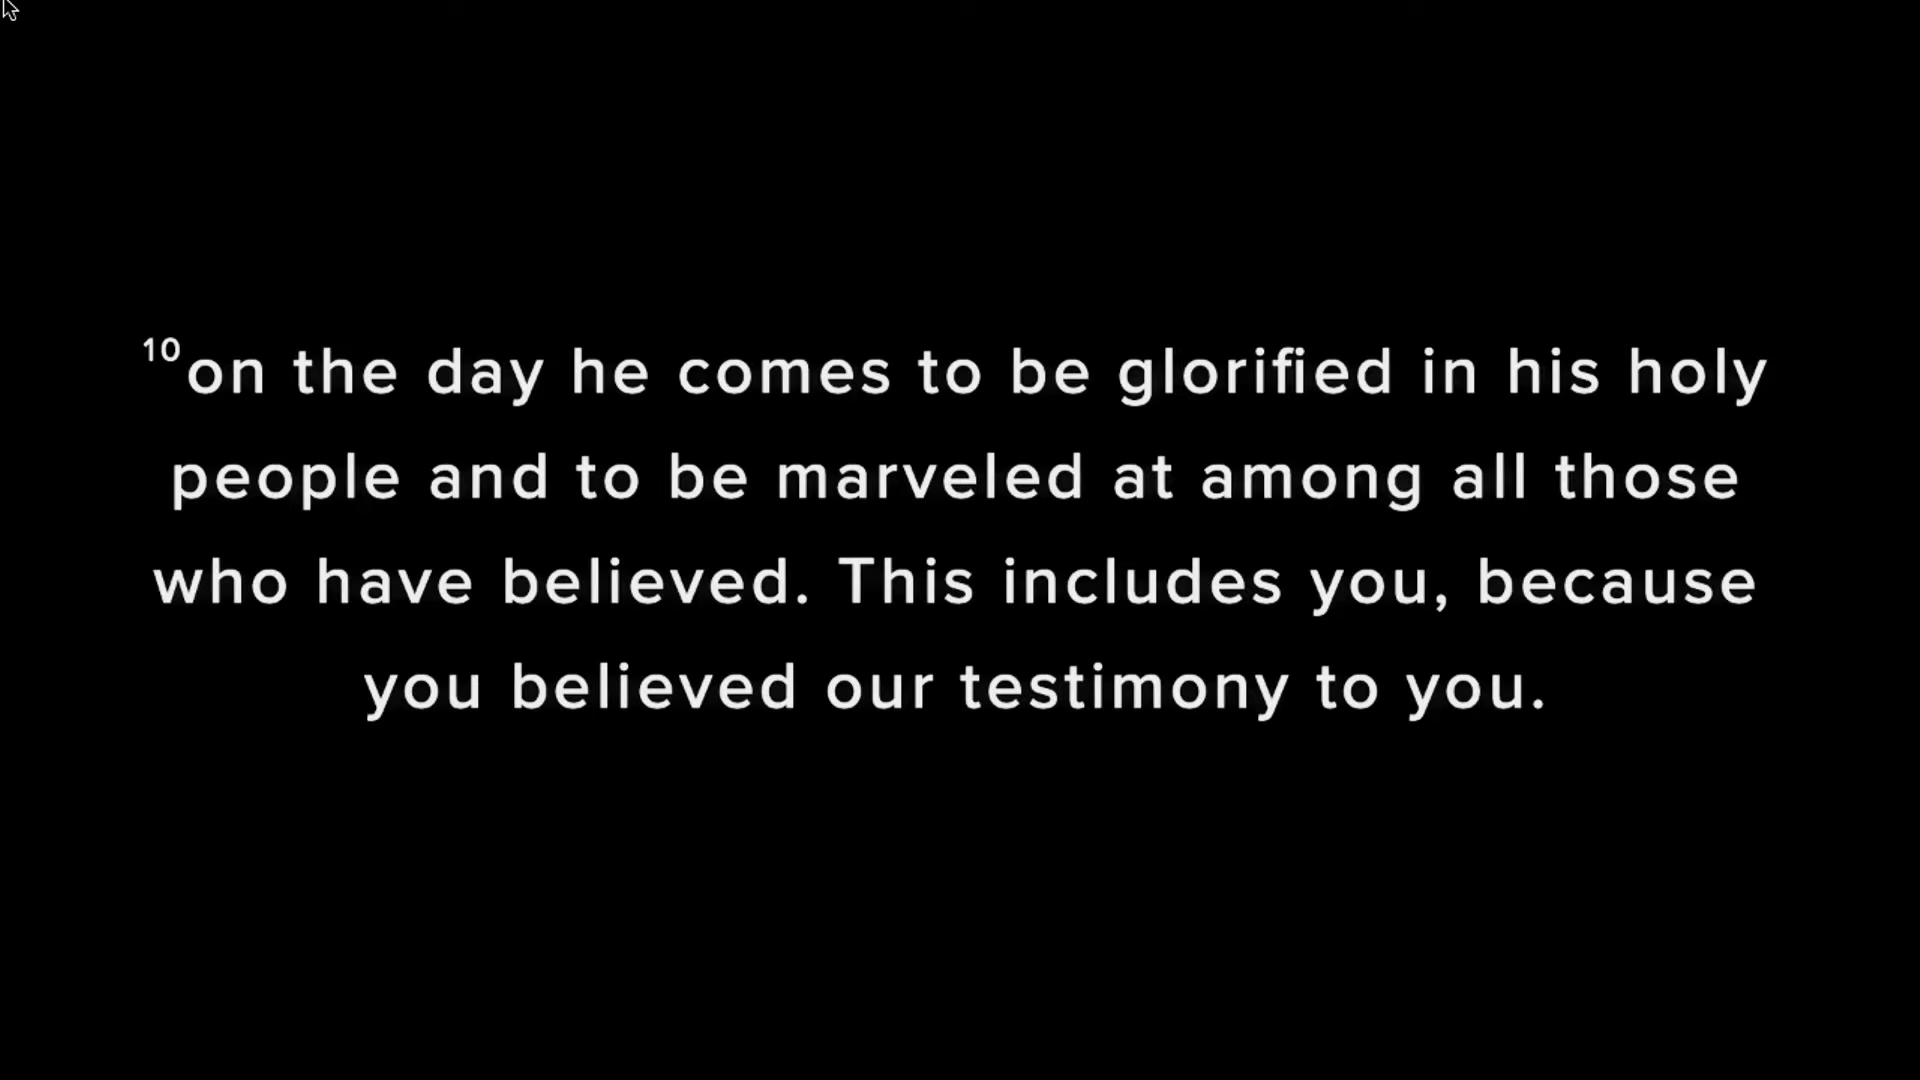 10on the day he comes to be glorified in his holy
people and to be marveled at among all those
who have believed. This includes you, because
you believed our testimony to you.